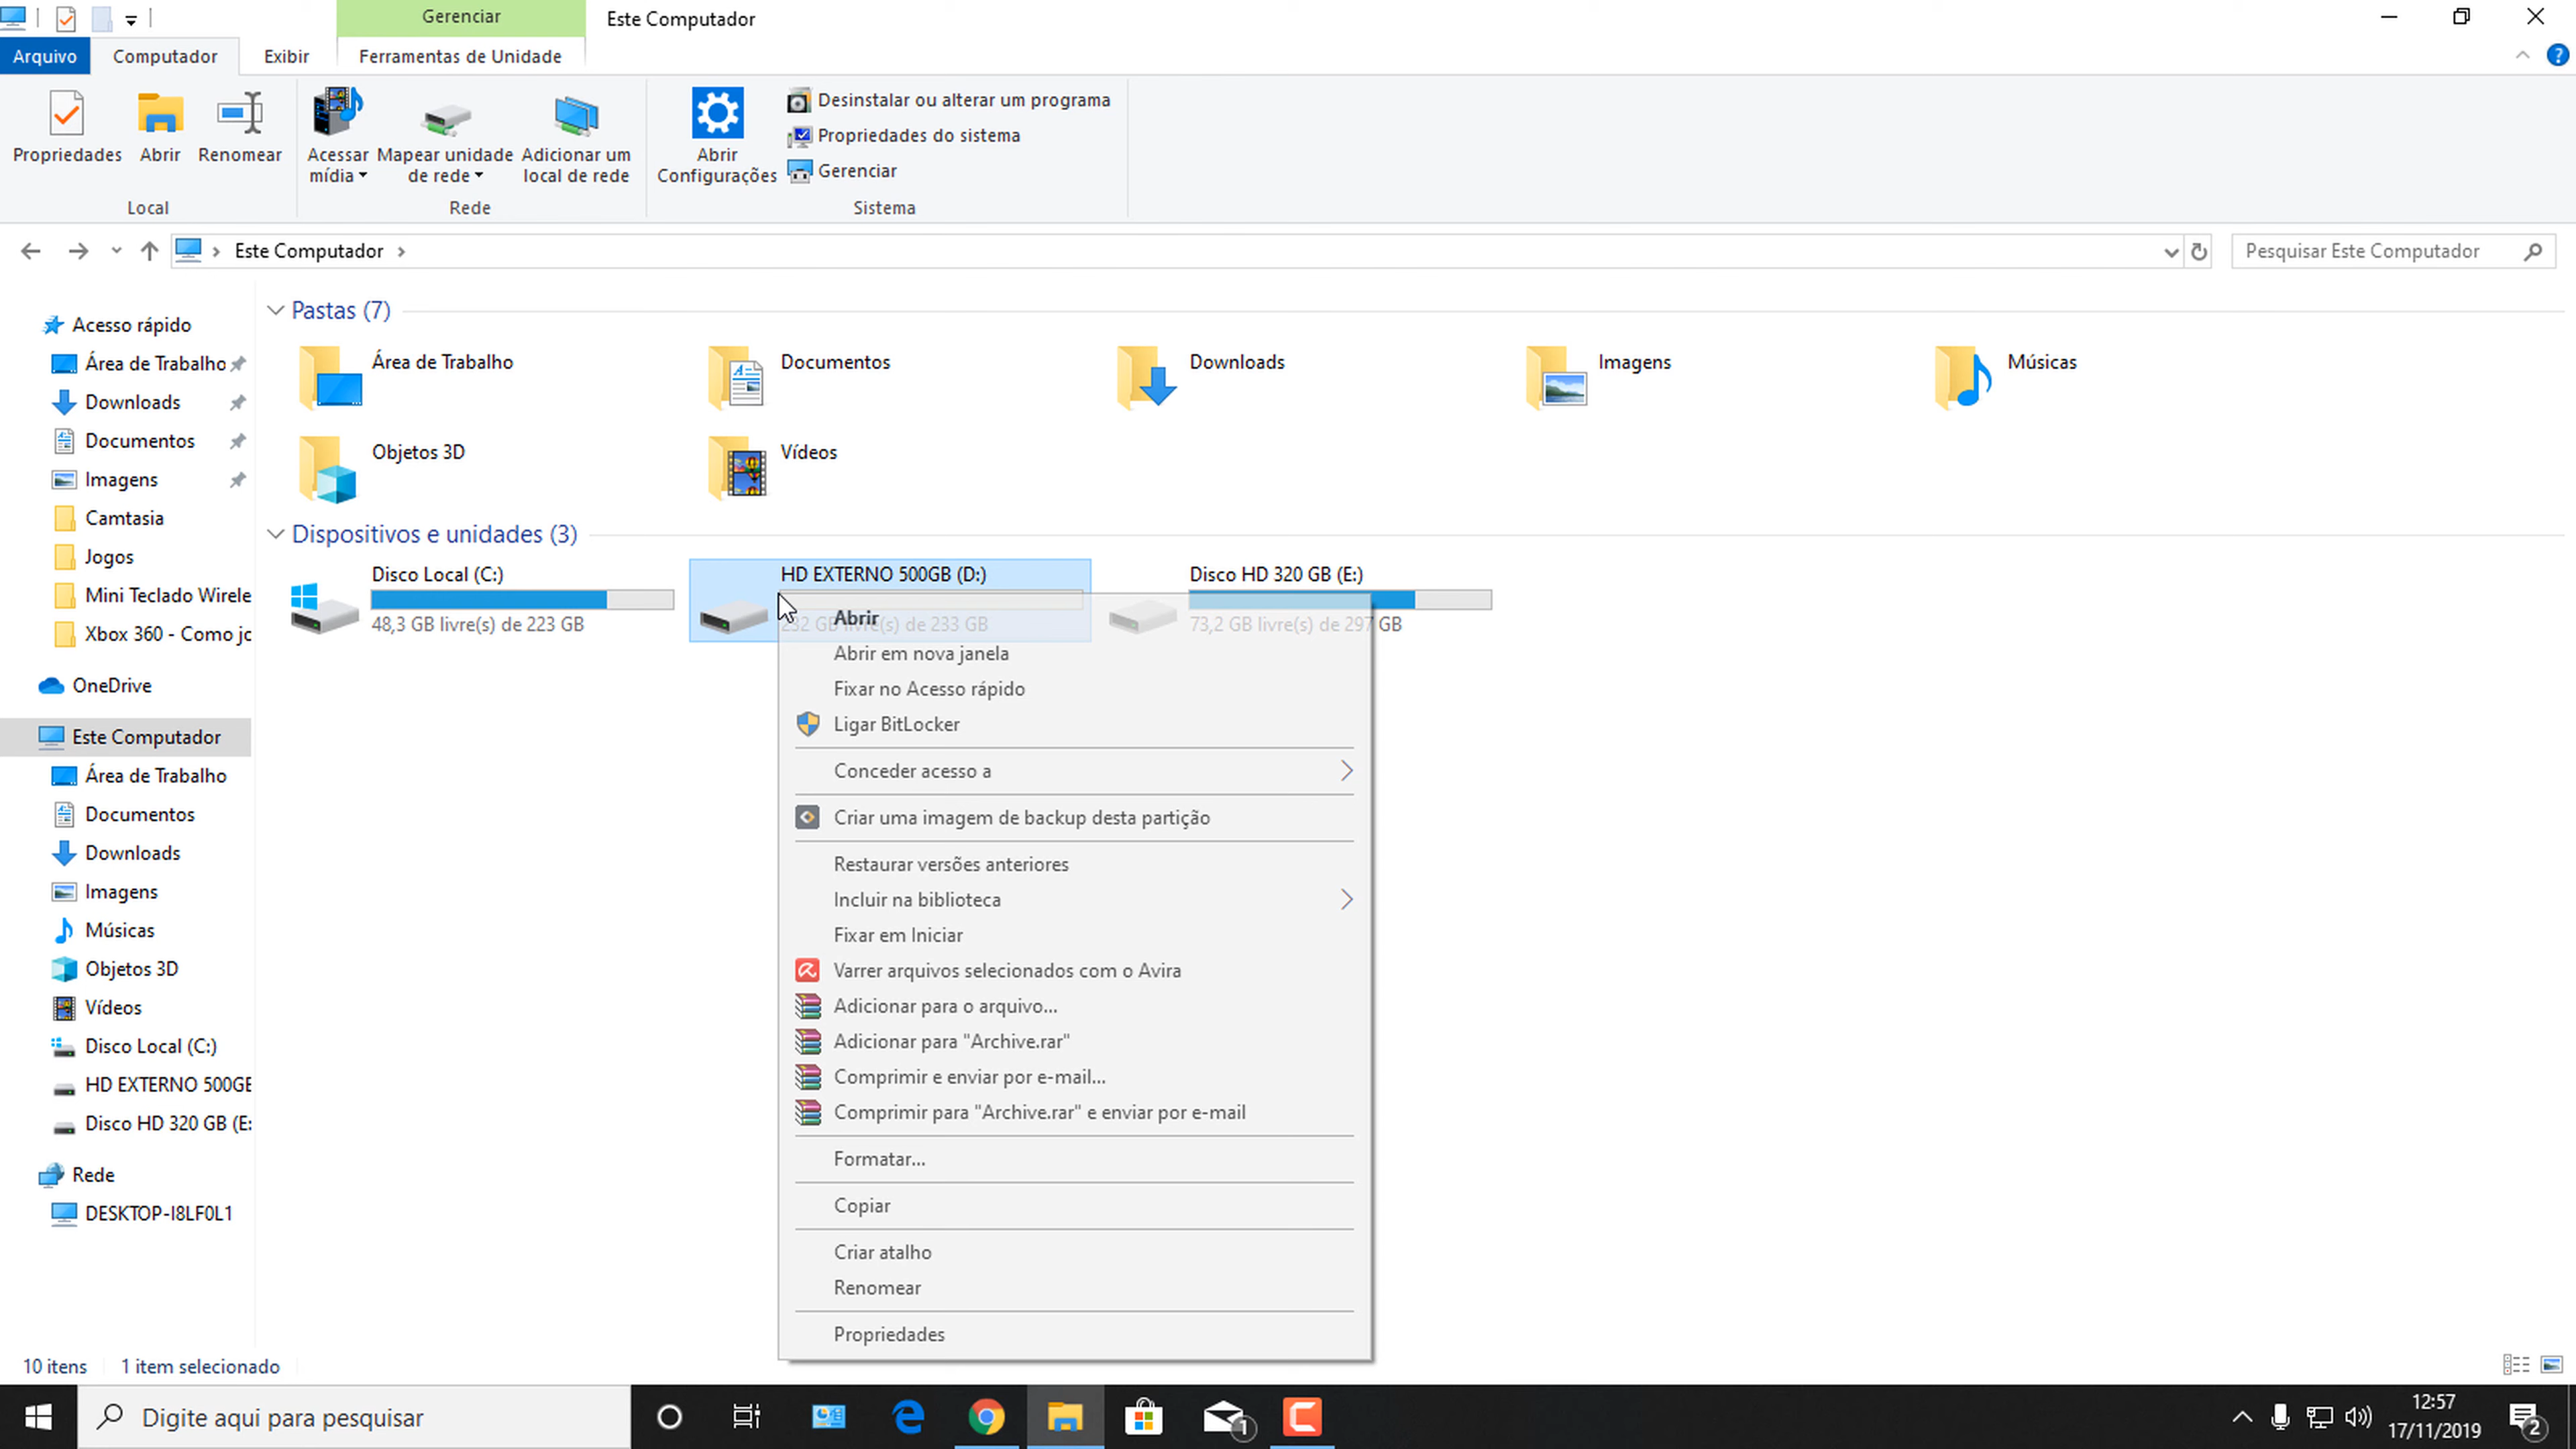 Gerenciar
Este Computador
Arquivo
Computador
Exibir
Ferramentas de Unidade
Propriedades
Abrir
Renomear
Acessar
mídia
Mapear unidade
de rede
Adicionar um
local de rede
Abrir
Configurações
Desinstalar ou alterar um programa
Propriedades do sistema
Gerenciar
Local
Rede
Sistema
Este Computador
Pesquisar Este Computador
Acesso rápido
Área de Trabalho
Downloads
Documentos
Imagens
Camtasia
Jogos
Mini Teclado Wirele
Xbox 360 - Como jc
OneDrive
Este Computador
Área de Trabalho
Documentos
Downloads
Imagens
Músicas
Objetos 3D
Vídeos
Disco Local (C:)
HD EXTERNO 500GE
Disco HD 320 GB (E:
Rede
DESKTOP-I8LF0L1
Pastas (7)
Área de Trabalho
Documentos
Downloads
Imagens
Músicas
Objetos 3D
Vídeos
Dispositivos e unidades (3)
Disco Local (C:)
48,3 GB livre(s) de 223 GB
HD EXTERNO 500GB (D:)
232 GB livre(s) de 233 GB
Disco HD 320 GB (E:)
73,2 GB livre(s) de 297 GB
Abrir
Abrir em nova janela
Fixar no Acesso rápido
Ligar BitLocker
Conceder acesso a
Criar uma imagem de backup desta partição
Restaurar versões anteriores
Incluir na biblioteca
Fixar em Iniciar
Varrer arquivos selecionados com o Avira
Adicionar para o arquivo...
Adicionar para "Archive.rar"
Comprimir e enviar por e-mail...
Comprimir para "Archive.rar" e enviar por e-mail
Formatar...
Copiar
Criar atalho
Renomear
Propriedades
10 itens
1 item selecionado
Digite aqui para pesquisar
1
12:57
17/11/2019
2